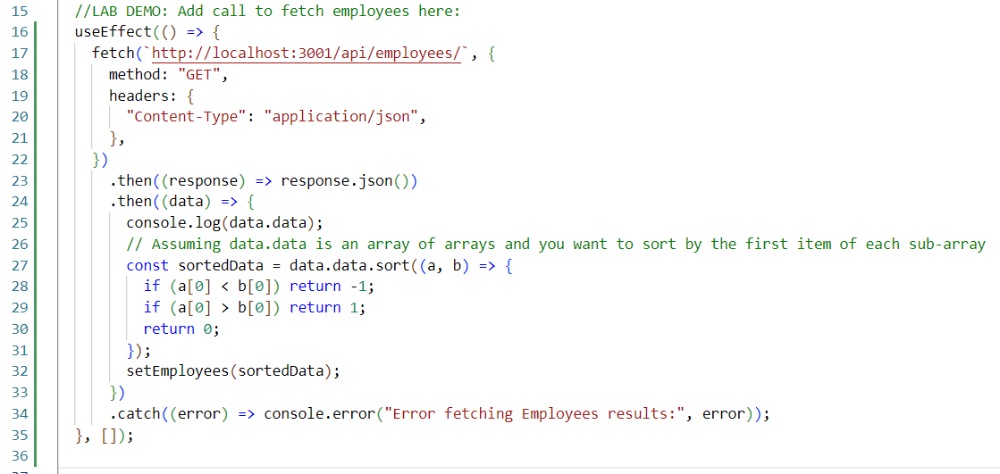 15 //LAB DEMO: Add call to fetch employees here:
16 useEffect(() => {
17 fetch(`http://localhost:3001/api/employees/`, {
18 method: "GET",
19 headers: {
20 "Content-Type": "application/json",
21 },
22 })
23 .then((response) => response.json())
24 .then((data) => {
25 console.log(data.data);
26 // Assuming data.data is an array of arrays and you want to sort by the first item of each sub-array
27 const sortedData = data.data.sort((a, b) => {
28 if (a[0] < b[0]) return -1;
29 if (a[0] > b[0]) return 1;
30 return 0;
31 });
32 setEmployees(sortedData);
33 })
34 .catch((error) => console.error("Error fetching Employees results:", error));
35 }, []);
36